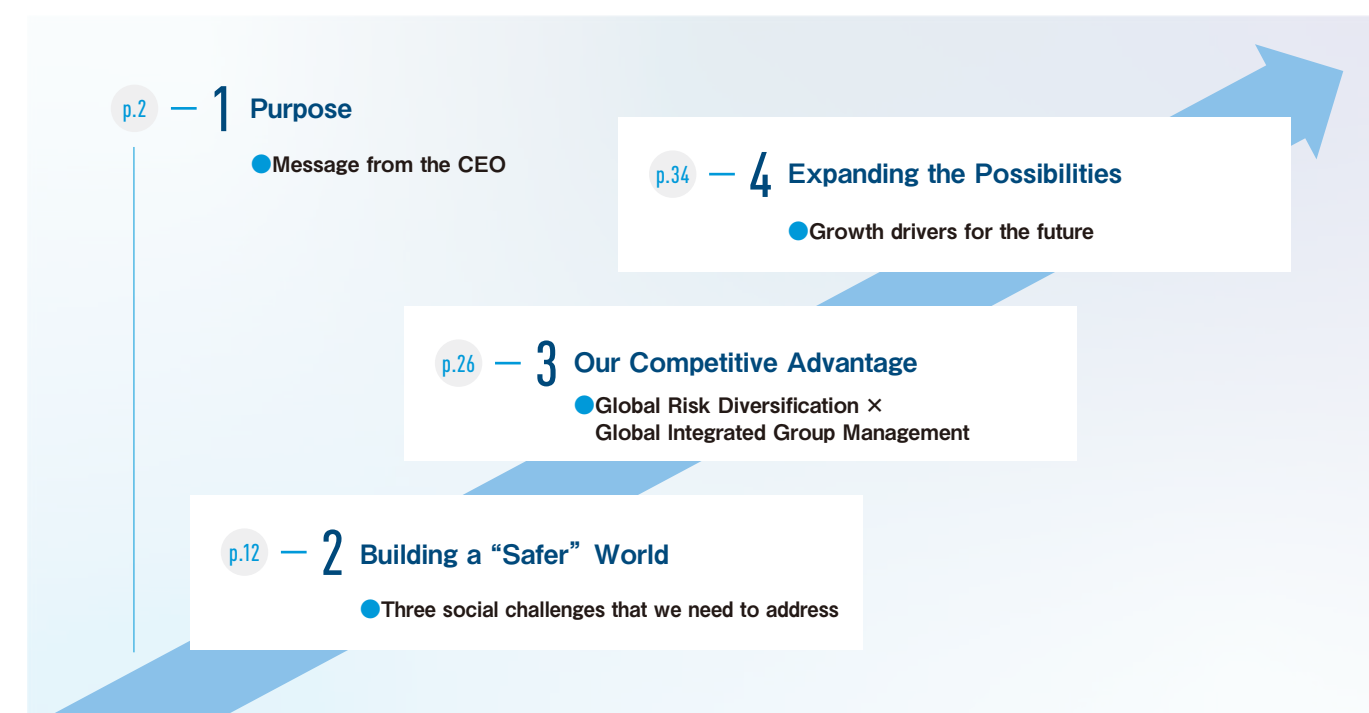 p.2 — 1 Purpose
●Message from the CEO
p.34 — 4 Expanding the Possibilities
●Growth drivers for the future
p.26 — 3 Our Competitive Advantage
●Global Risk Diversification ×
Global Integrated Group Management
p.12 — 2 Building a “Safer” World
●Three social challenges that we need to address